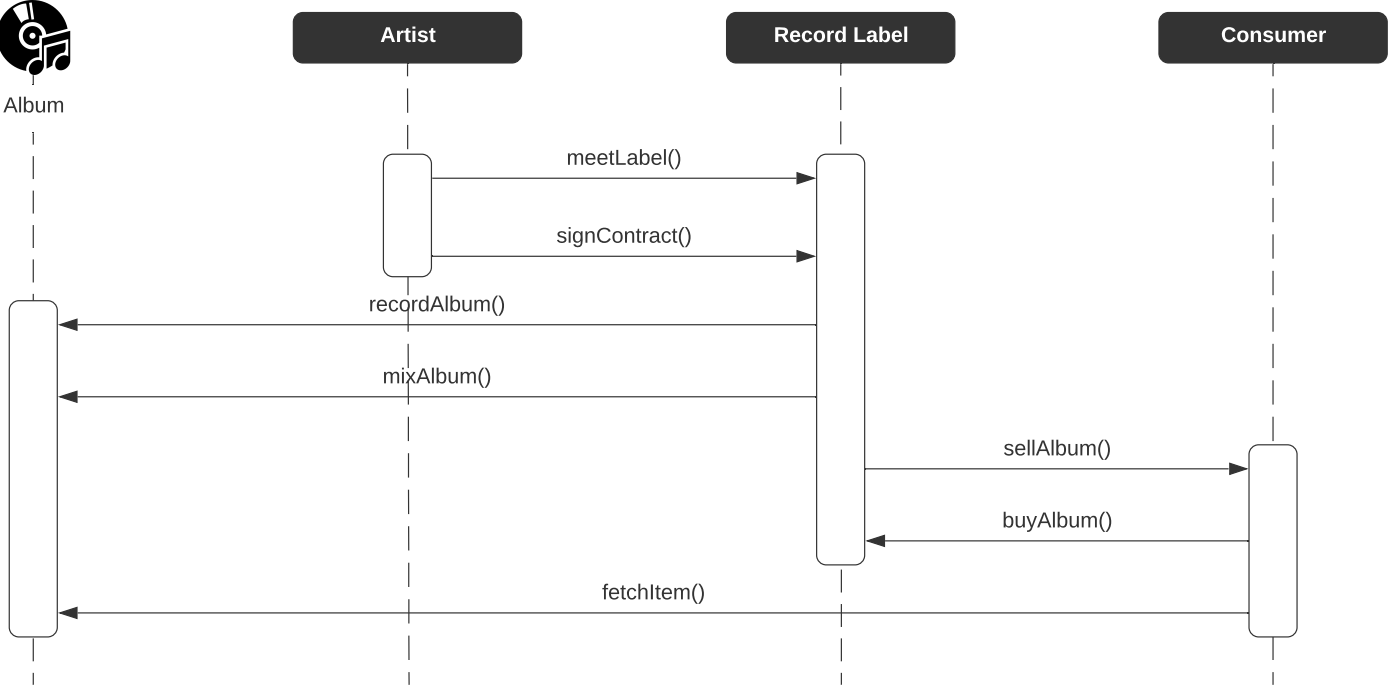 Artist
Record Label
Consumer
Album
meetLabel()
signContract()
recordAlbum()
mixAlbum()
sellAlbum()
buyAlbum()
fetchItem()